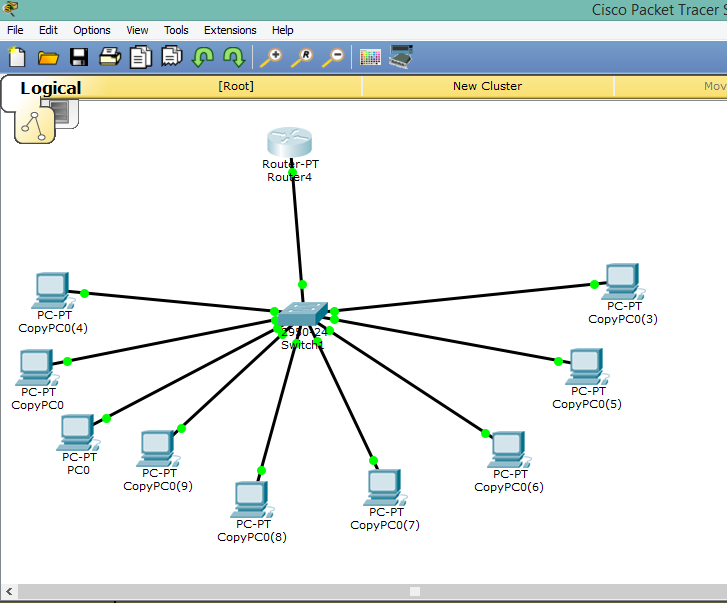 Cisco Packet Tracer S
File Edit Options View Tools Extensions Help
R
Logical [Root] New Cluster Mov
Router-PT
Router4
PC-PT
CopyPC0(4)
PC-PT
CopyPC0(3)
2950-24
Switch1
PC-PT
CopyPC0
PC-PT
CopyPC0(5)
PC-PT
PC0
PC-PT
CopyPC0(9)
PC-PT
CopyPC0(6)
PC-PT
CopyPC0(8)
PC-PT
CopyPC0(7)